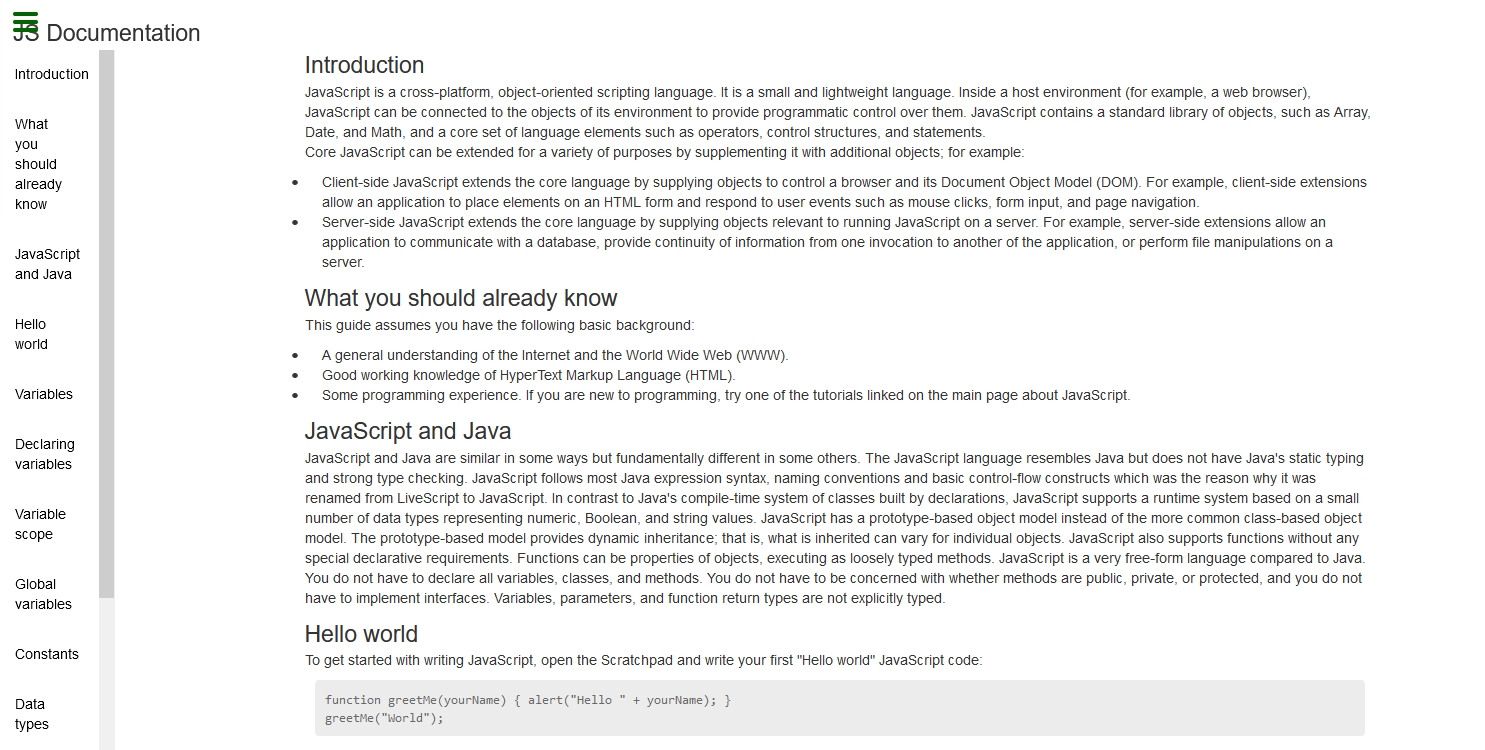 JS Documentation
Introduction
What
you
should
already
know
JavaScript
and Java
Hello
world
Variables
Declaring
variables
Variable
scope
Global
variables
Constants
Data
types
Introduction
JavaScript is a cross-platform, object-oriented scripting language. It is a small and lightweight language. Inside a host environment (for example, a web browser),
JavaScript can be connected to the objects of its environment to provide programmatic control over them. JavaScript contains a standard library of objects, such as Array,
Date, and Math, and a core set of language elements such as operators, control structures, and statements.
Core JavaScript can be extended for a variety of purposes by supplementing it with additional objects; for example:
• Client-side JavaScript extends the core language by supplying objects to control a browser and its Document Object Model (DOM). For example, client-side extensions
allow an application to place elements on an HTML form and respond to user events such as mouse clicks, form input, and page navigation.
• Server-side JavaScript extends the core language by supplying objects relevant to running JavaScript on a server. For example, server-side extensions allow an
application to communicate with a database, provide continuity of information from one invocation to another of the application, or perform file manipulations on a
server.
What you should already know
This guide assumes you have the following basic background:
• A general understanding of the Internet and the World Wide Web (WWW).
• Good working knowledge of HyperText Markup Language (HTML).
• Some programming experience. If you are new to programming, try one of the tutorials linked on the main page about JavaScript.
JavaScript and Java
JavaScript and Java are similar in some ways but fundamentally different in some others. The JavaScript language resembles Java but does not have Java's static typing
and strong type checking. JavaScript follows most Java expression syntax, naming conventions and basic control-flow constructs which was the reason why it was
renamed from LiveScript to JavaScript. In contrast to Java's compile-time system of classes built by declarations, JavaScript supports a runtime system based on a small
number of data types representing numeric, Boolean, and string values. JavaScript has a prototype-based object model instead of the more common class-based object
model. The prototype-based model provides dynamic inheritance; that is, what is inherited can vary for individual objects. JavaScript also supports functions without any
special declarative requirements. Functions can be properties of objects, executing as loosely typed methods. JavaScript is a very free-form language compared to Java.
You do not have to declare all variables, classes, and methods. You do not have to be concerned with whether methods are public, private, or protected, and you do not
have to implement interfaces. Variables, parameters, and function return types are not explicitly typed.
Hello world
To get started with writing JavaScript, open the Scratchpad and write your first "Hello world" JavaScript code:
function greetMe(yourName) { alert("Hello " + yourName); }
greetMe("World");